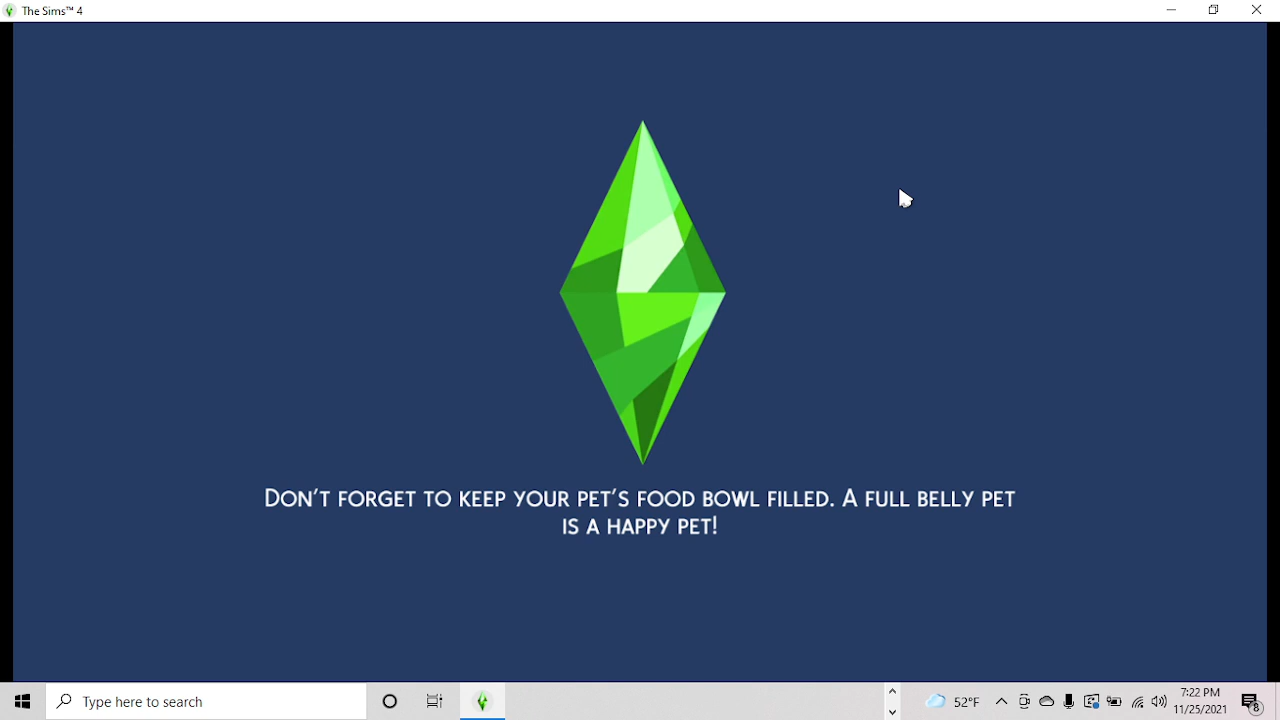 The Sims™ 4
DON'T FORGET TO KEEP YOUR PET'S FOOD BOWL FILLED. A FULL BELLY PET
IS A HAPPY PET!
Type here to search
52°F
7:22 PM
11/25/2021
8